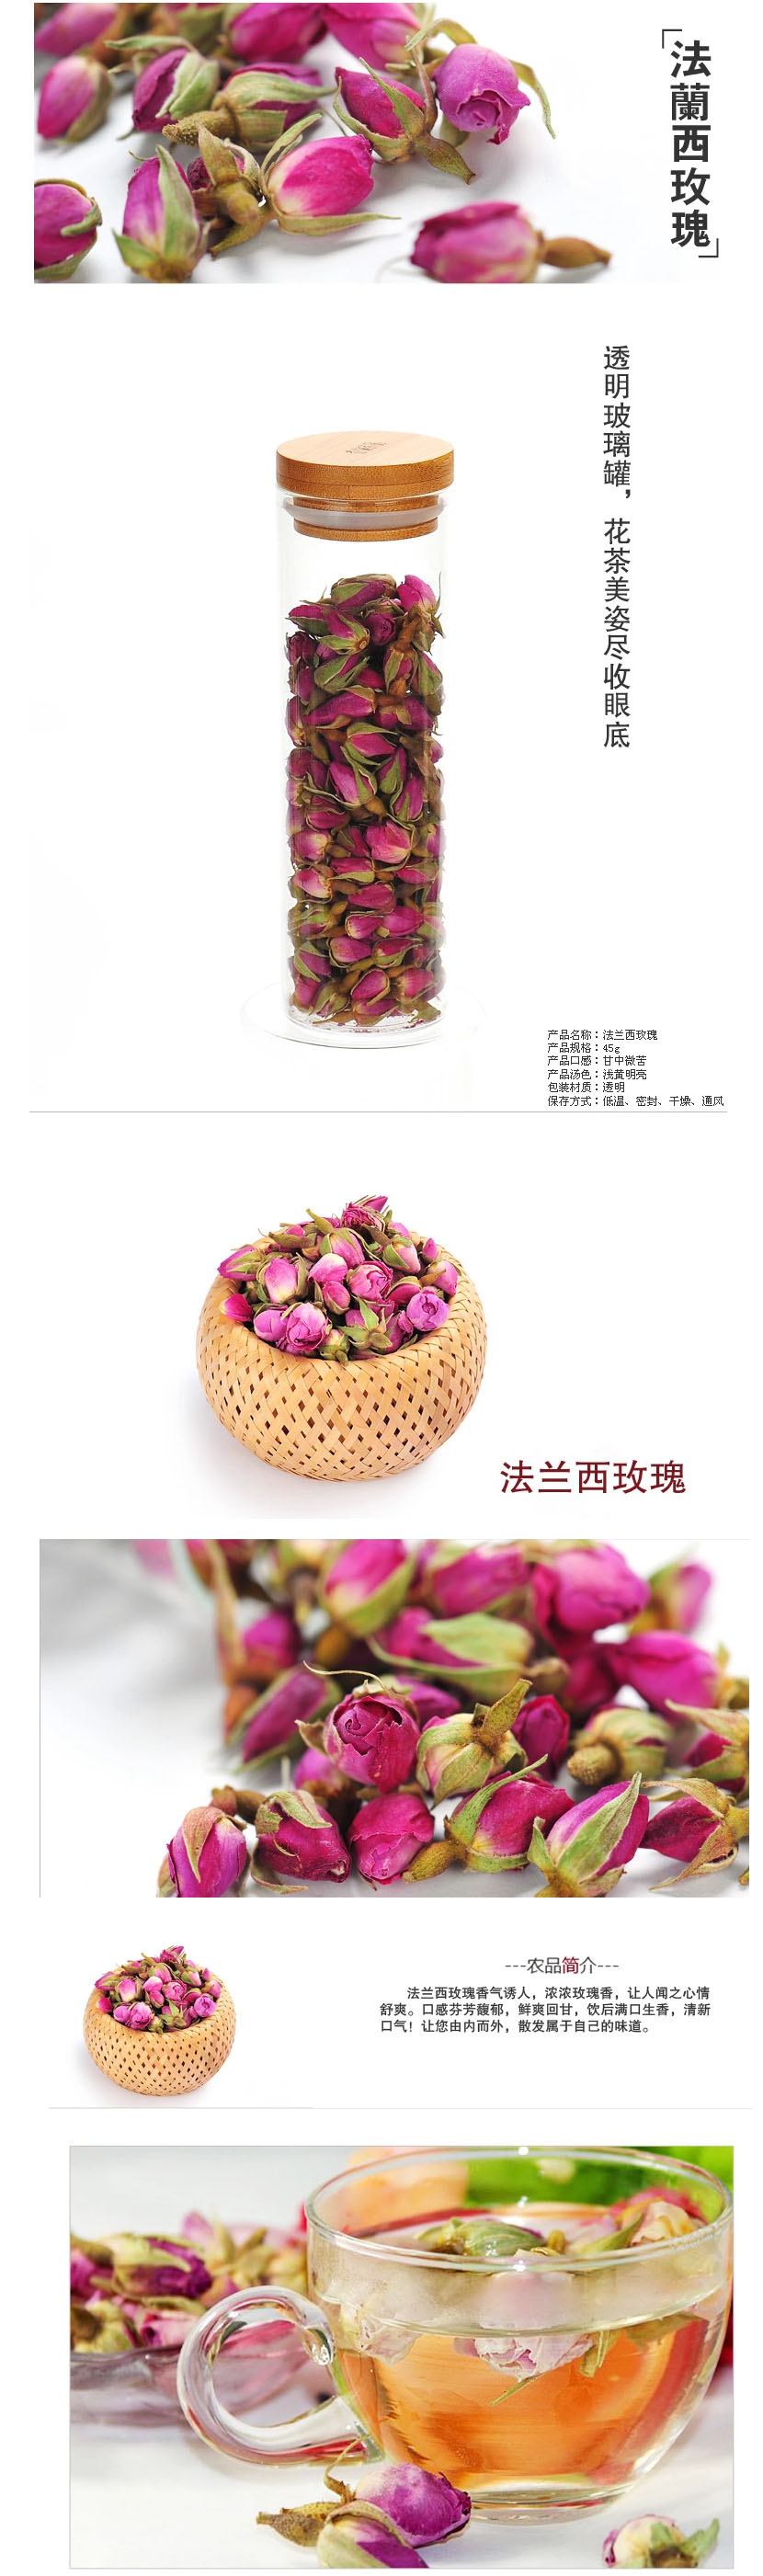 法蘭西玫瑰
透明玻璃罐，花茶美姿尽收眼底
产品名称：法兰西玫瑰
产品规格：45g
产品口感：甘中微苦
产品汤色：浅黄明亮
包装材质：透明
保存方式：低温、密封、干燥、通风
法兰西玫瑰
---农品简介---
法兰西玫瑰香气诱人，浓浓玫瑰香，让人闻之心情
舒爽。口感芬芳馥郁，鲜爽回甘，饮后满口生香，清新
口气！让您由内而外，散发属于自己的味道。